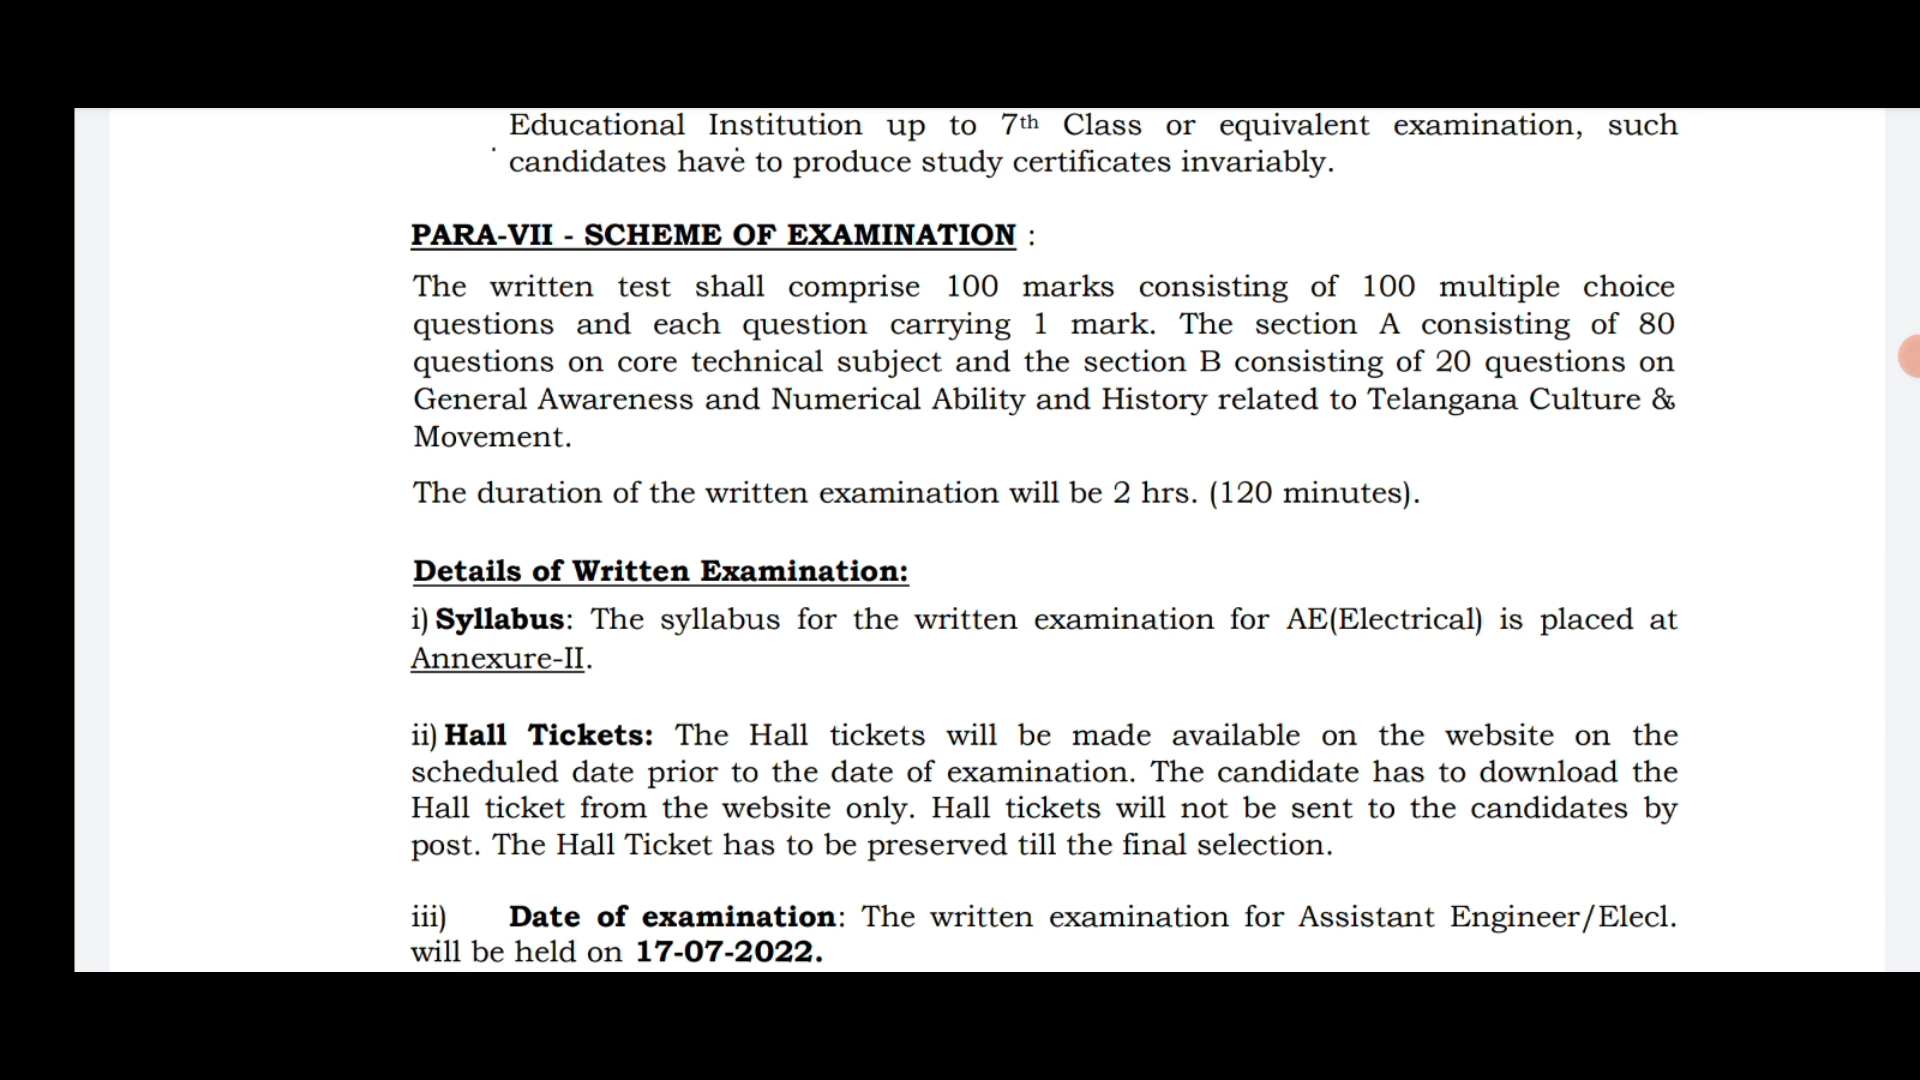 Educational Institution up to 7th Class or equivalent examination, such
candidates have to produce study certificates invariably.
PARA-VII - SCHEME OF EXAMINATION :
The written test shall comprise 100 marks consisting of 100 multiple choice
questions and each question carrying 1 mark. The section A consisting of 80
questions on core technical subject and the section B consisting of 20 questions on
General Awareness and Numerical Ability and History related to Telangana Culture &
Movement.
The duration of the written examination will be 2 hrs. (120 minutes).
Details of Written Examination:
i) Syllabus: The syllabus for the written examination for AE(Electrical) is placed at
Annexure-II.
ii) Hall Tickets: The Hall tickets will be made available on the website on the
scheduled date prior to the date of examination. The candidate has to download the
Hall ticket from the website only. Hall tickets will not be sent to the candidates by
post. The Hall Ticket has to be preserved till the final selection.
iii) Date of examination: The written examination for Assistant Engineer/Elecl.
will be held on 17-07-2022.